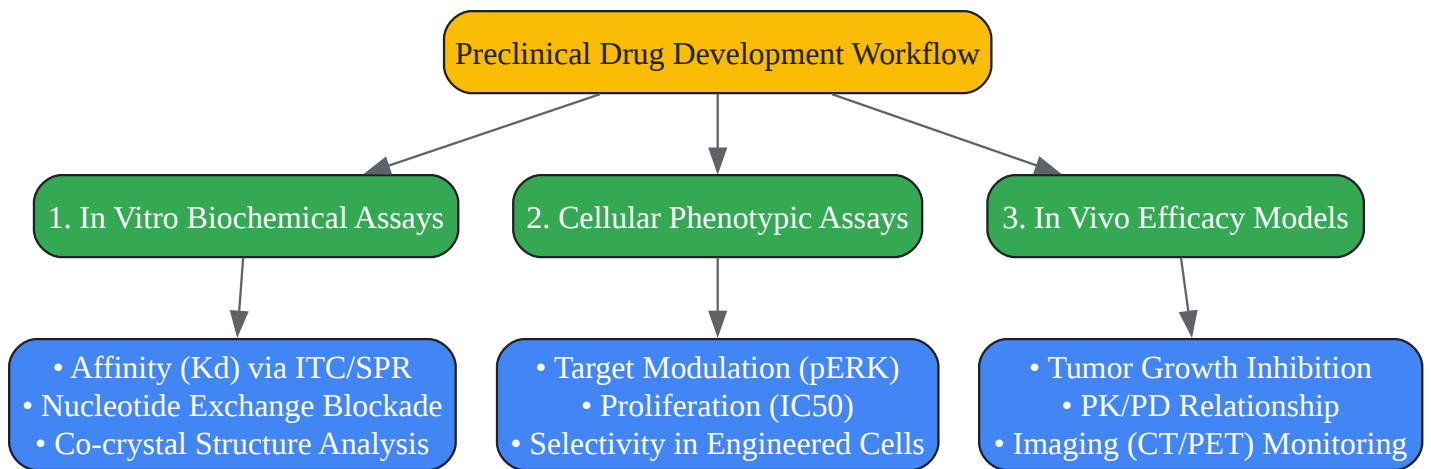 Preclinical Drug Development Workflow
1. In Vitro Biochemical Assays
2. Cellular Phenotypic Assays
3. In Vivo Efficacy Models
• Affinity (Kd) via ITC/SPR
• Nucleotide Exchange Blockade
• Co-crystal Structure Analysis
• Target Modulation (pERK)
• Proliferation (IC50)
• Selectivity in Engineered Cells
• Tumor Growth Inhibition
• PK/PD Relationship
• Imaging (CT/PET) Monitoring